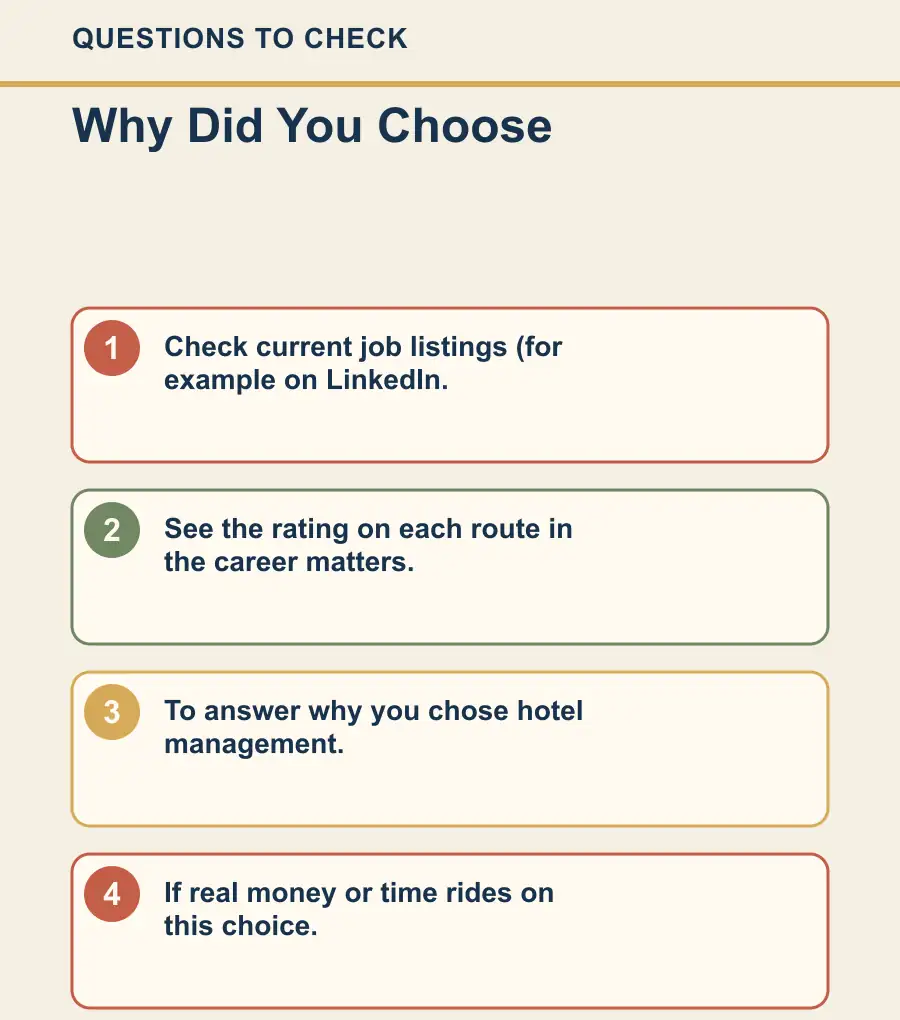 QUESTIONS TO CHECK
Why Did You Choose
1
Check current job listings (for
example on LinkedIn.
2
See the rating on each route in
the career matters.
3
To answer why you chose hotel
management.
4
If real money or time rides on
this choice.